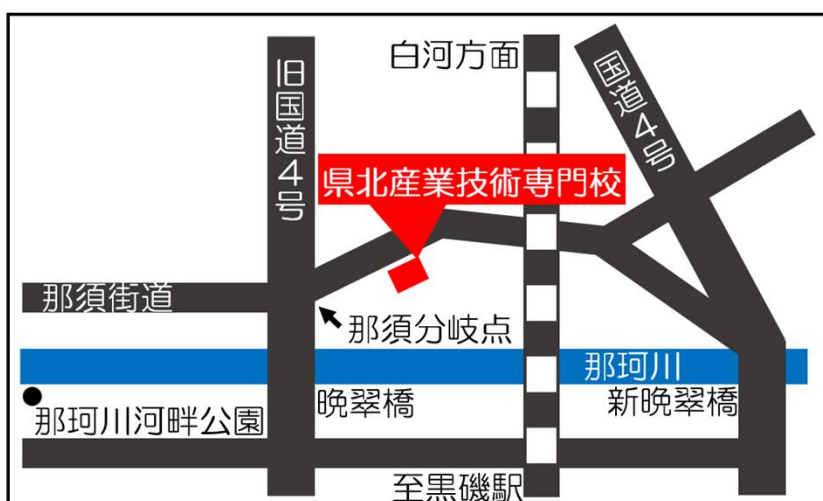 白河方面
旧国道4号
国道4号
県北産業技術専門校
那須街道
那須分岐点
那珂川
晩翠橋
新晩翠橋
那珂川河畔公園
至黒磯駅